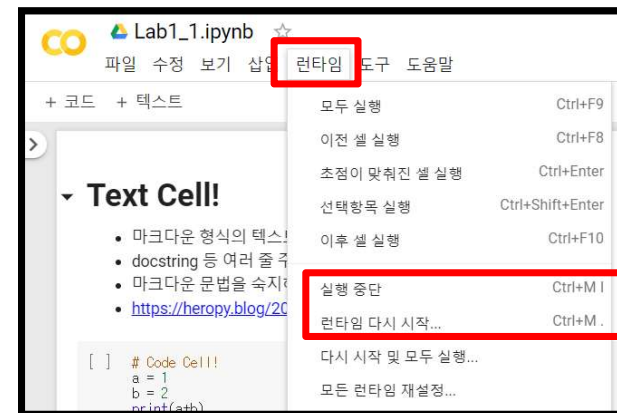 CO
Lab1_1.ipynb
파일 수정 보기 런타임 도구 도움말
+ 코드 + 텍스트
모두 실행 Ctrl+F9
이전 셀 실행 Ctrl+F8
초점이 맞춰진 셀 실행 Ctrl+Enter
선택항목 실행 Ctrl+Shift+Enter
이후 셀 실행 Ctrl+F10
실행 중단 Ctrl+M I
런타임 다시 시작... Ctrl+M .
다시 시작 및 모두 실행...
모든 런타임 재설정...
Text Cell!
마크다운 형식의
docstring 등 여러 줄
마크다운 문법을
https://heropy.blog/20
[ ] # Code Cell!
a = 1
b = 2
print(a+b)